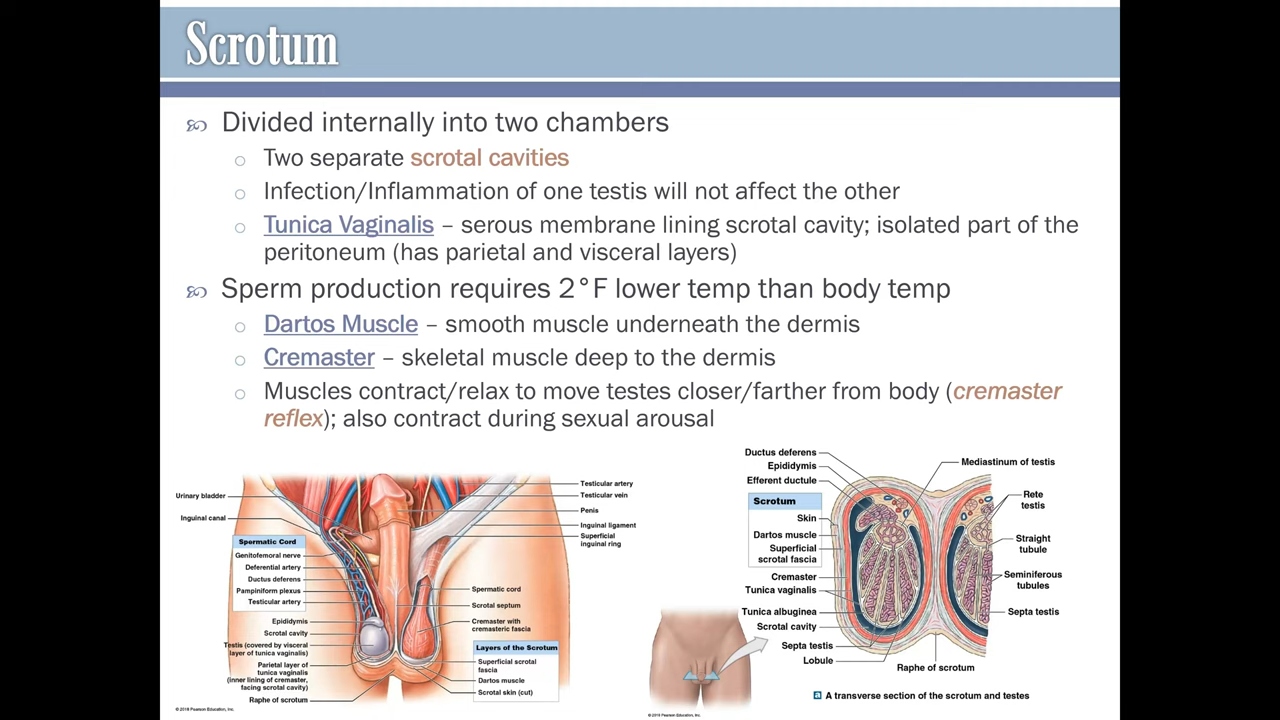 Scrotum
Divided internally into two chambers
Two separate scrotal cavities
Infection/Inflammation of one testis will not affect the other
Tunica Vaginalis – serous membrane lining scrotal cavity; isolated part of the
peritoneum (has parietal and visceral layers)
Sperm production requires 2°F lower temp than body temp
Dartos Muscle – smooth muscle underneath the dermis
Cremaster – skeletal muscle deep to the dermis
Muscles contract/relax to move testes closer/farther from body (cremaster
reflex); also contract during sexual arousal
Urinary bladder
Inguinal canal
Spermatic Cord
Genitofemoral nerve
Deferential artery
Ductus deferens
Pampiniform plexus
Testicular artery
Epididymis
Scrotal cavity
Testis (covered by visceral
layer of tunica vaginalis)
Parietal layer of
tunica vaginalis
(inner lining of cremaster,
facing scrotal cavity)
Raphe of scrotum
© 2018 Pearson Education, Inc.
Testicular artery
Testicular vein
Penis
Inguinal ligament
Superficial
inguinal ring
Spermatic cord
Scrotal septum
Cremaster with
cremasteric fascia
Layers of the Scrotum
Superficial scrotal
fascia
Dartos muscle
Scrotal skin (cut)
Ductus deferens
Epididymis
Efferent ductule
Scrotum
Skin
Dartos muscle
Superficial
scrotal fascia
Cremaster
Tunica vaginalis
Tunica albuginea
Scrotal cavity
Septa testis
Lobule
Mediastinum of testis
Rete
testis
Straight
tubule
Seminiferous
tubules
Septa testis
Raphe of scrotum
a A transverse section of the scrotum and testes
© 2018 Pearson Education, Inc.